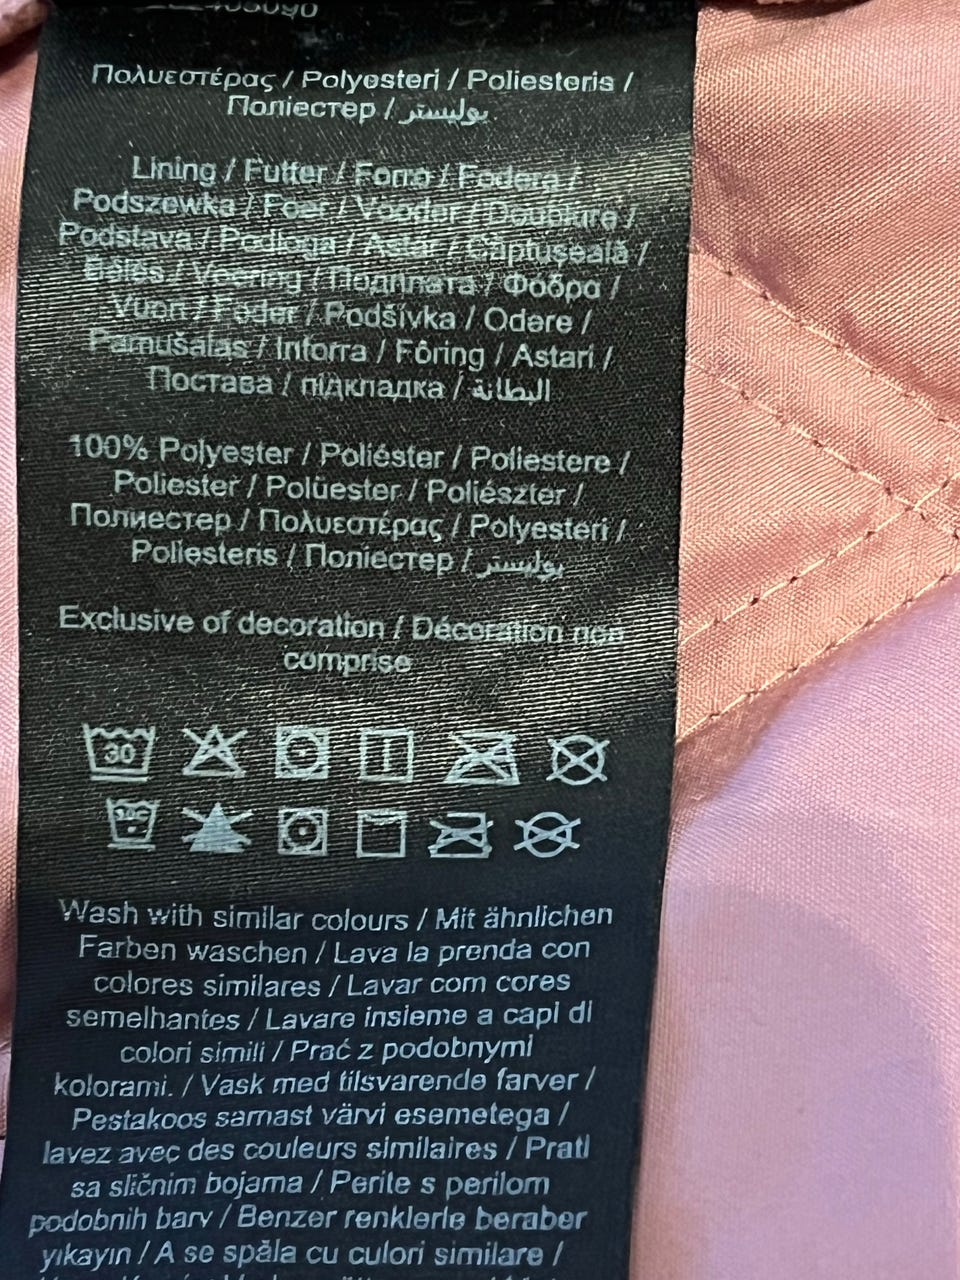 Πολυεστέρας / Polyesteri / Poliesteris /
Поліестер / بوليستر
Lining / Futter / Forro / Fodera /
Podszewka / Foer / Vooder / Doublure /
Podstava / Podloga / Astar / Căptușeală /
Bélés / Voering / Подплата / Φόδρα /
Vuori / Foder / Podšívka / Odere /
Pamušalas / Inforra / Fôring / Astari /
Постава / підкладка / البطانة
100% Polyester / Poliéster / Poliestere /
Poliester / Polüester / Poliészter /
Полиестер / Πολυεστέρας / Polyesteri /
Poliesteris / Поліестер / بوليستر
Exclusive of decoration / Décoration non
comprise
30
30C
Wash with similar colours / Mit ähnlichen
Farben waschen / Lava la prenda con
colores similares / Lavar com cores
semelhantes / Lavare insieme a capi di
colori simili / Prać z podobnymi
kolorami. / Vask med tilsvarende farver /
Pestakoos samast värvi esemetega /
lavez avec des couleurs similaires / Prati
sa sličnim bojama / Perite s perilom
podobnih barv / Benzer renklerle beraber
yıkayın / A se spăla cu culori similare /